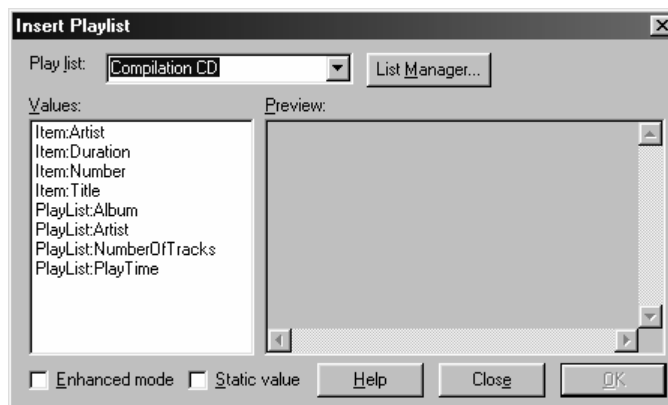 Insert Playlist
Play list: Compilation CD List Manager...
Values: Preview:
Item:Artist
Item:Duration
Item:Number
Item:Title
PlayList:Album
PlayList:Artist
PlayList:NumberOfTracks
PlayList:PlayTime
Enhanced mode Static value Help Close OK